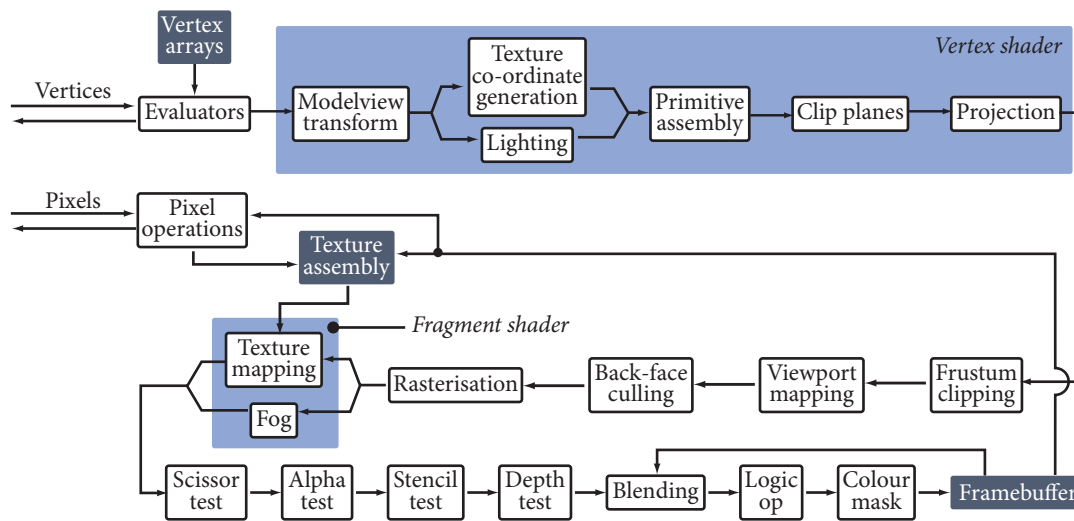 Vertex
arrays
Vertex shader
Vertices
Evaluators
Modelview
transform
Texture
co-ordinate
generation
Lighting
Primitive
assembly
Clip planes
Projection
Pixels
Pixel
operations
Texture
assembly
Fragment shader
Texture
mapping
Fog
Rasterisation
Back-face
culling
Viewport
mapping
Frustum
clipping
Scissor
test
Alpha
test
Stencil
test
Depth
test
Blending
Logic
op
Colour
mask
Framebuffer